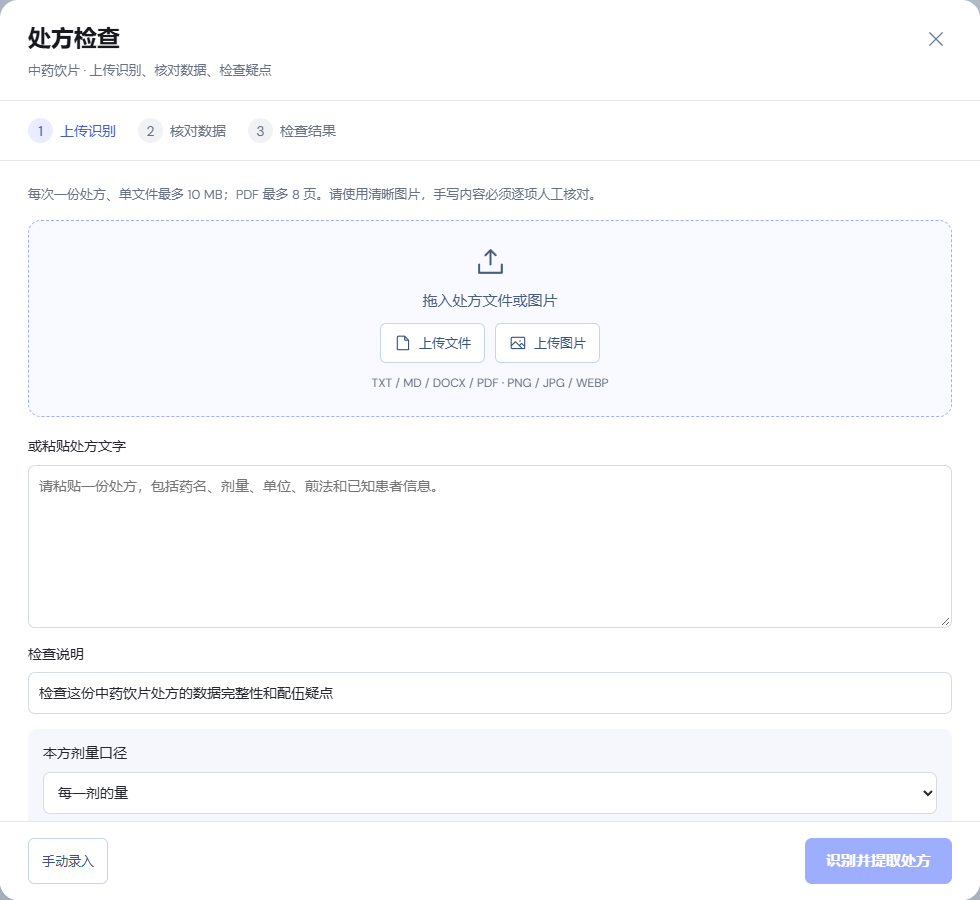 处方检查
中药饮片 · 上传识别、核对数据、检查疑点
1 上传识别 2 核对数据 3 检查结果
每次一份处方、单文件最多 10 MB；PDF 最多 8 页。请使用清晰图片，手写内容必须逐项人工核对。
拖入处方文件或图片
上传文件 上传图片
TXT / MD / DOCX / PDF · PNG / JPG / WEBP
或粘贴处方文字
请粘贴一份处方，包括药名、剂量、单位、煎法和已知患者信息。
检查说明
检查这份中药饮片处方的数据完整性和配伍疑点
本方剂量口径
每一剂的量
手动录入 识别并提取处方